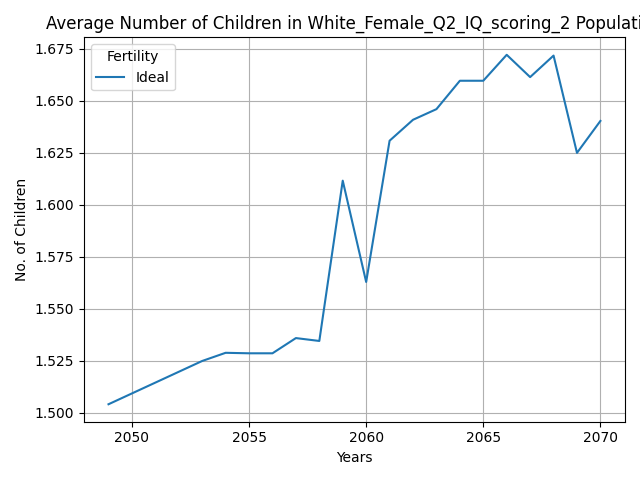 Average Number of Children in White_Female_Q2_IQ_scoring_2 Populati
Fertility
Ideal
No. of Children
1.675
1.650
1.625
1.600
1.575
1.550
1.525
1.500
2050
2055
2060
2065
2070
Years